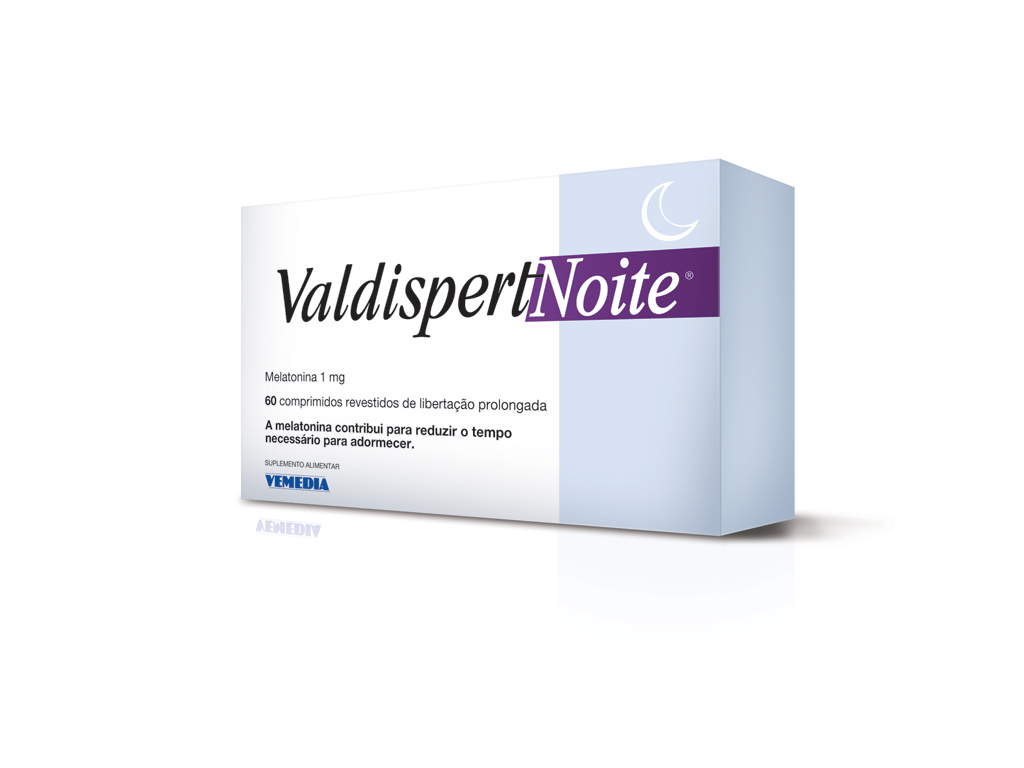 ValdispertNoite®
Melatonina 1 mg
60 comprimidos revestidos de libertação prolongada
A melatonina contribui para reduzir o tempo
necessário para adormecer.
SUPLEMENTO ALIMENTAR
VEMEDIA